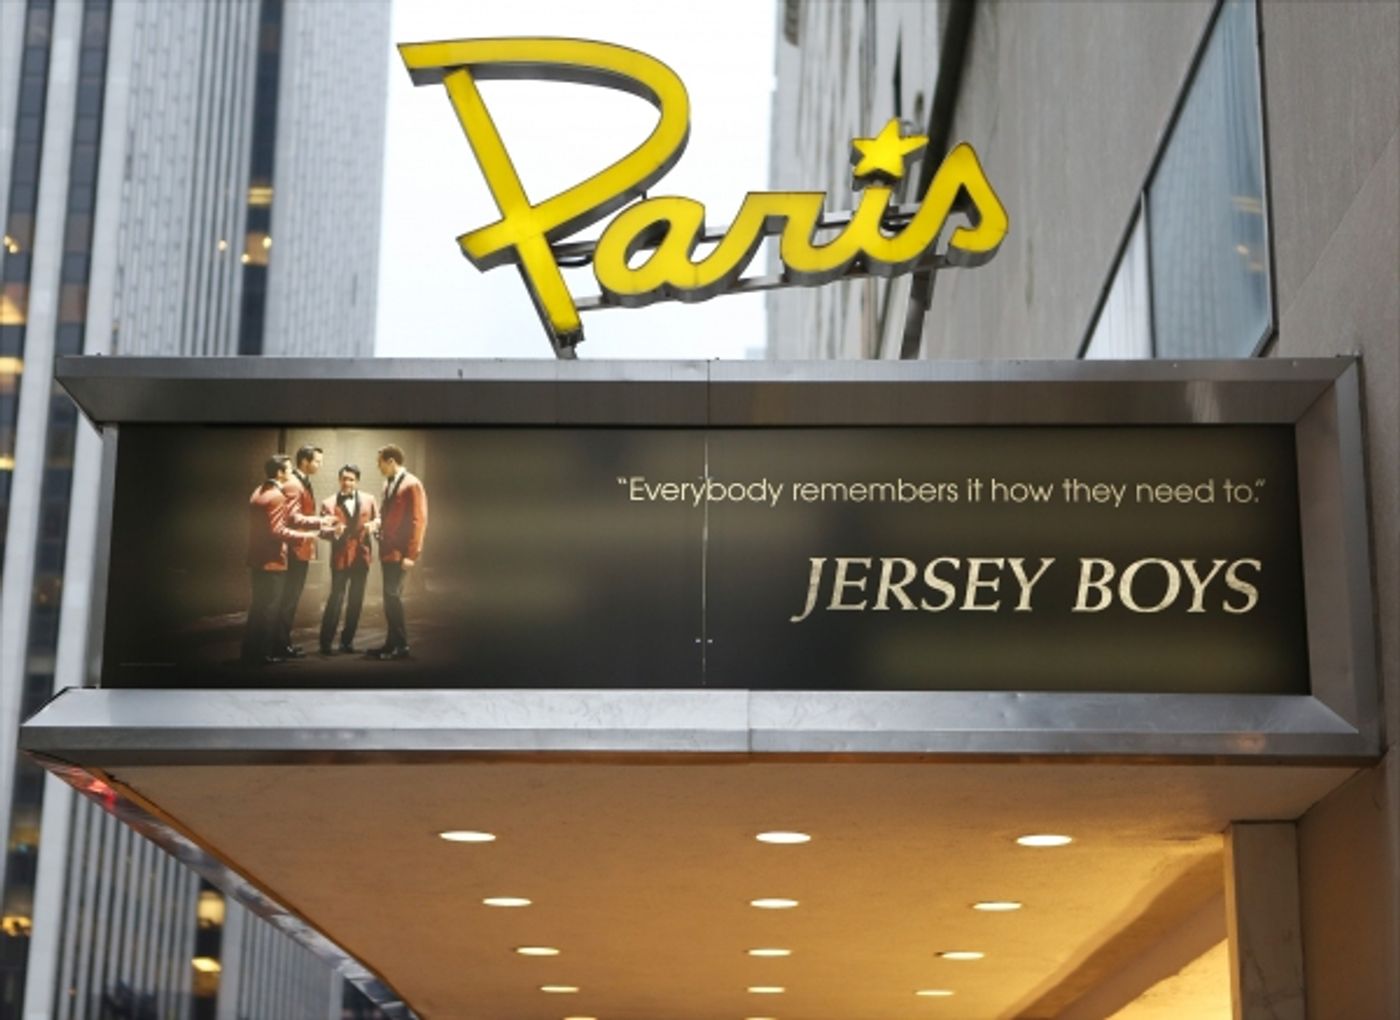 Paris
“Everybody remembers it how they need to.”
JERSEY BOYS